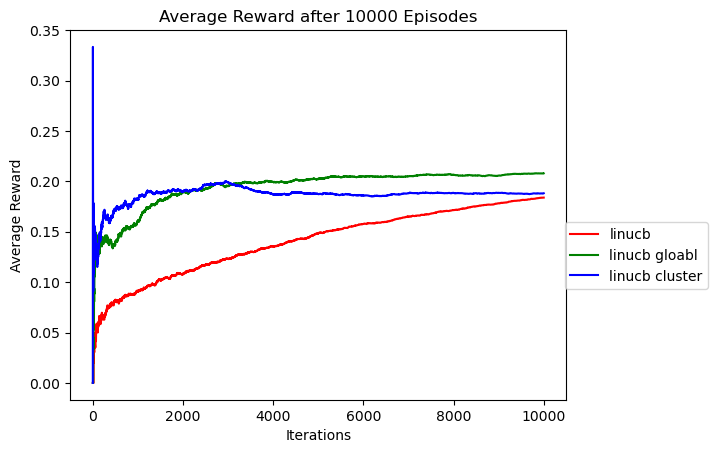 Average Reward after 10000 Episodes
Average Reward
0.35
0.30
0.25
0.20
0.15
0.10
0.05
0.00
0 2000 4000 6000 8000 10000
Iterations
linucb
linucb gloabl
linucb cluster